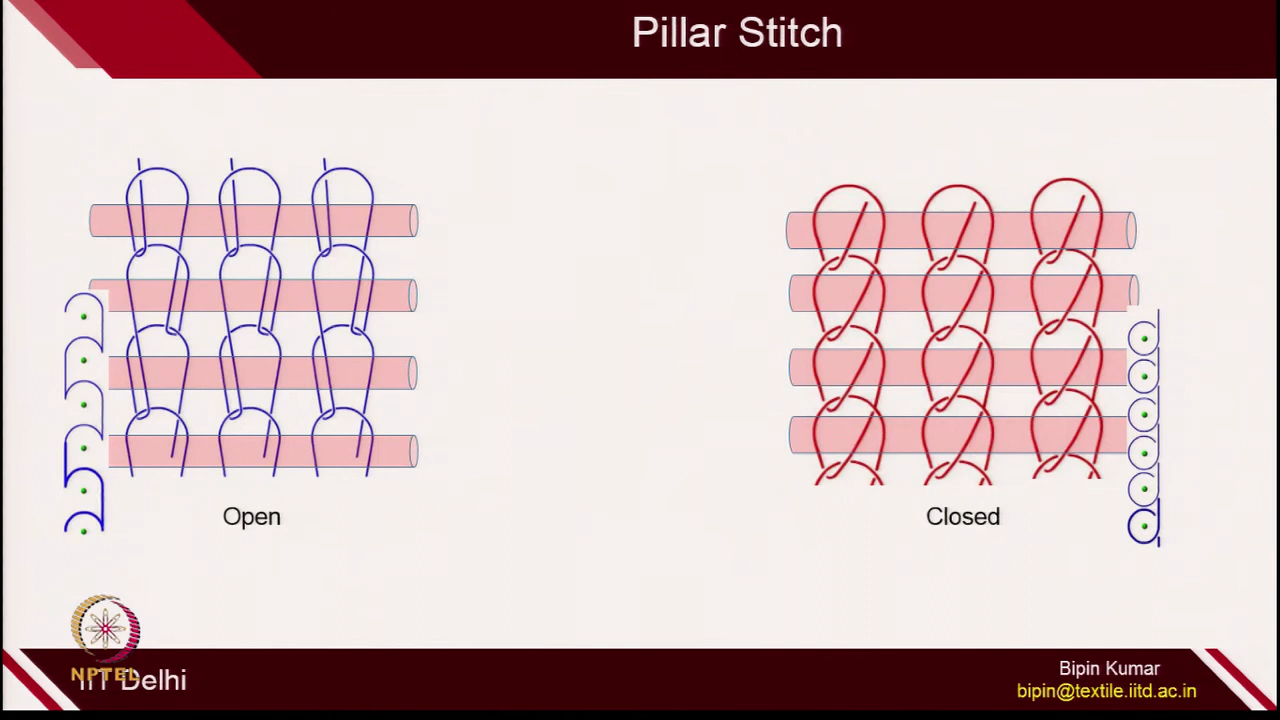 Pillar Stitch
Open
Closed
NPTEL
IIT Delhi
Bipin Kumar
bipin@textile.iitd.ac.in